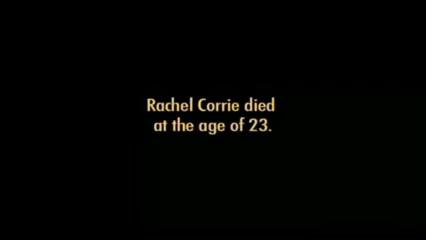 Rachel Corrie died
at the age of 23.